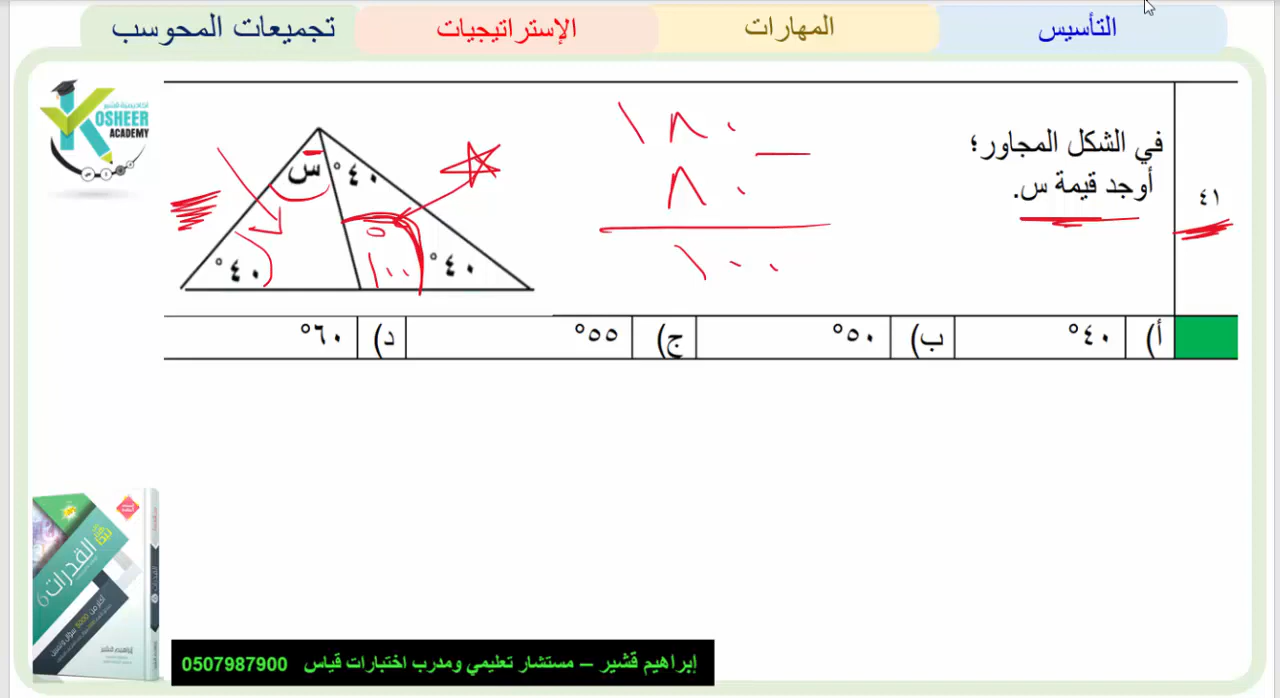 التأسيس
المهارات
الإستراتيجيات
تجميعات المحوسب
KOSHEER
ACADEMY
٤١
في الشكل المجاور؛
أوجد قيمة س.
١٨٠
٨٠
١٠٠
س
٤٠°
٤٠°
١٠٠
٤٠°
أ) ٤٠°
ب) ٥٠°
ج) ٥٥°
د) ٦٠°
القدرات
إبراهيم قشير – مستشار تعليمي ومدرب اختبارات قياس 0507987900